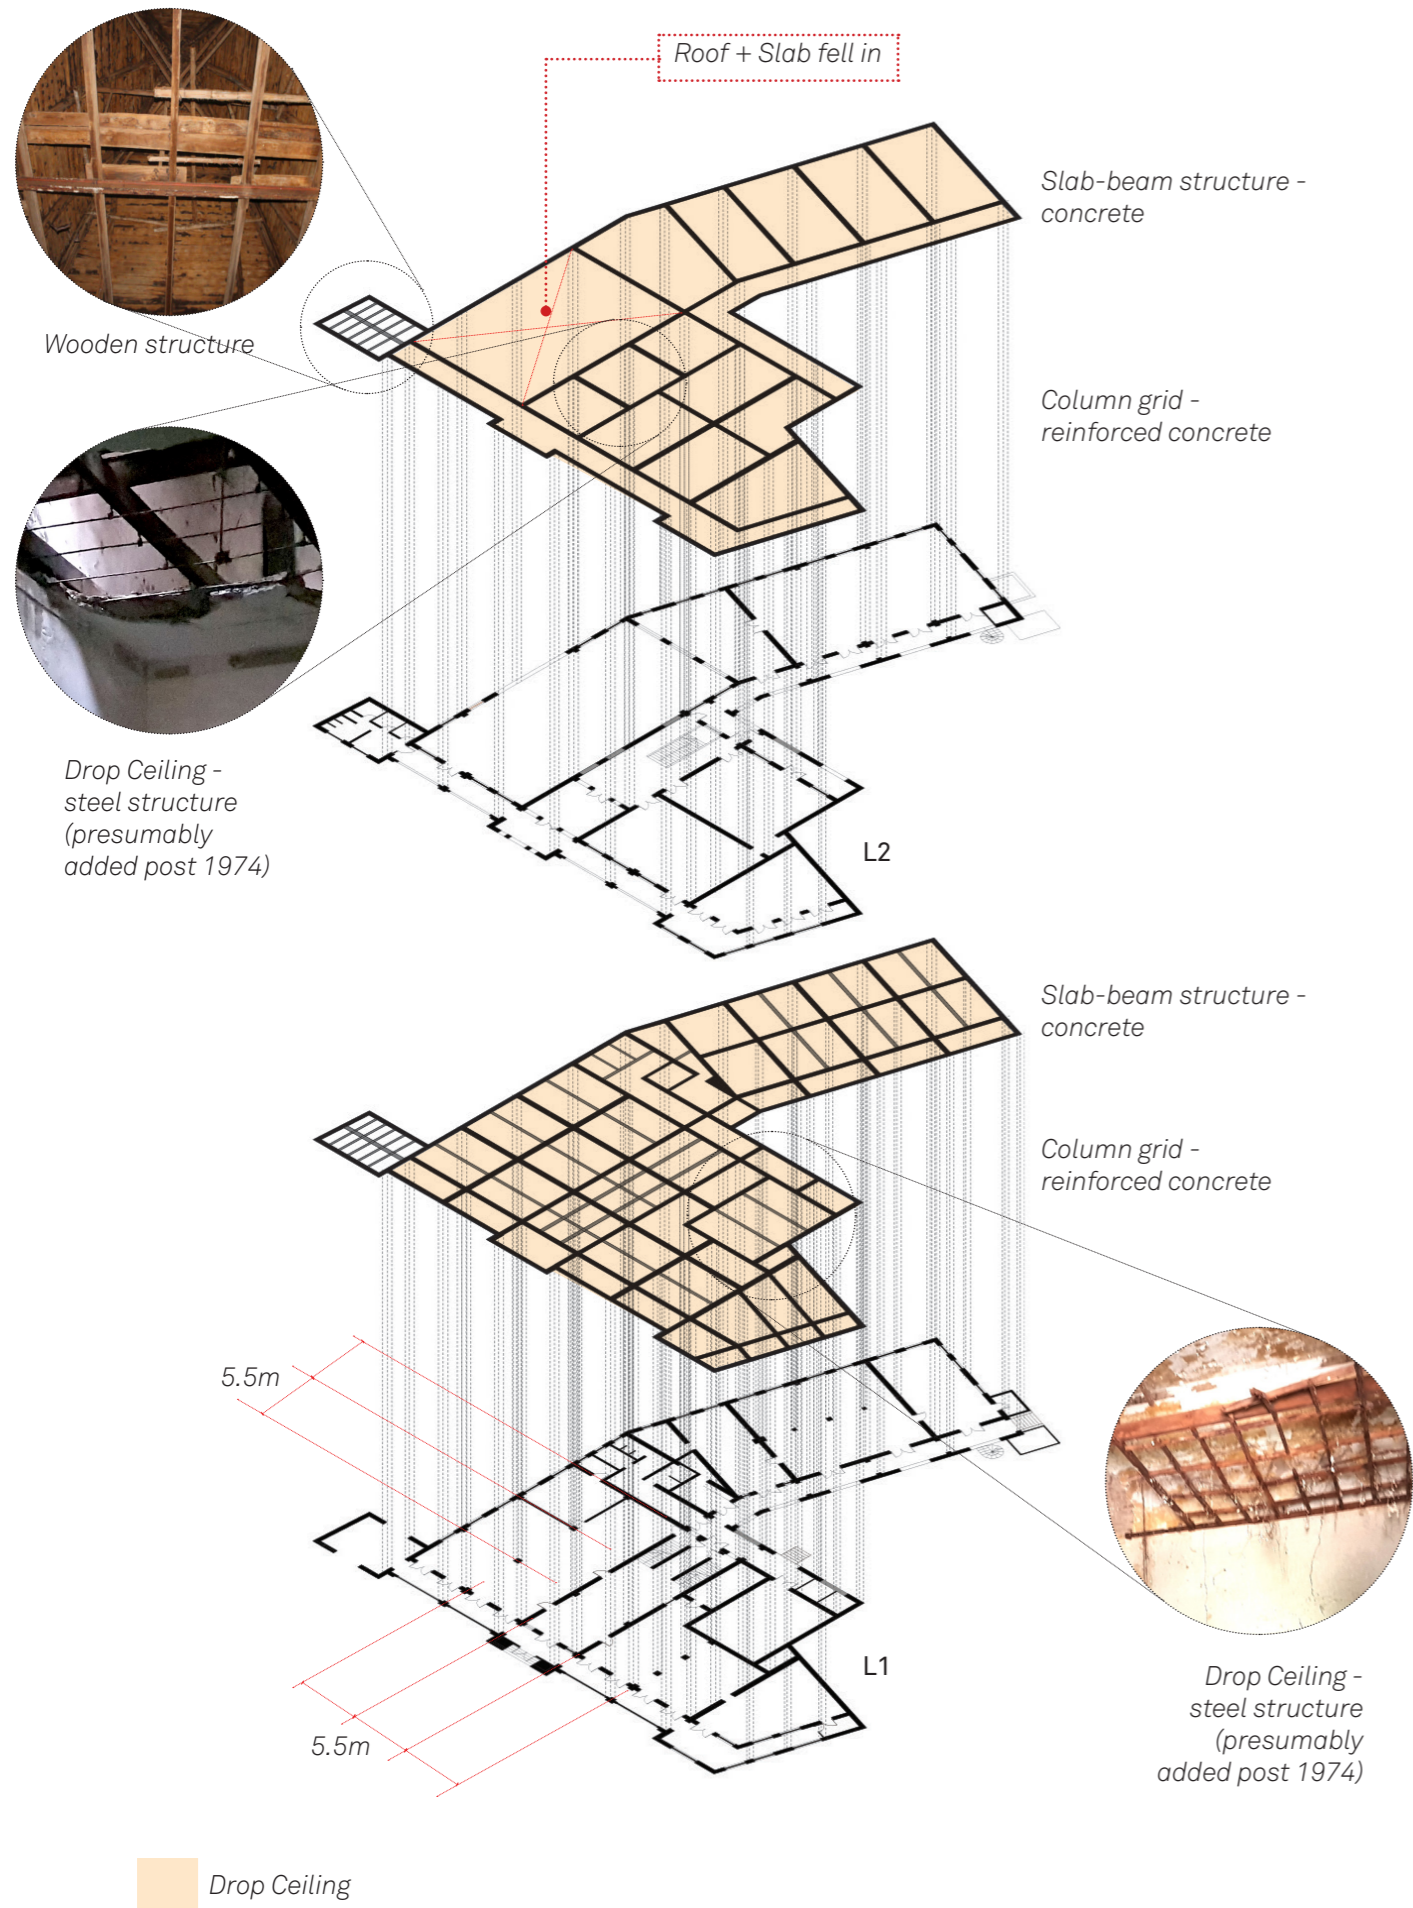 Roof + Slab fell in
Slab-beam structure -
concrete
Wooden structure
Column grid -
reinforced concrete
Drop Ceiling -
steel structure
(presumably
added post 1974)
L2
Slab-beam structure -
concrete
Column grid -
reinforced concrete
5.5m
L1
Drop Ceiling -
steel structure
(presumably
added post 1974)
5.5m
Drop Ceiling